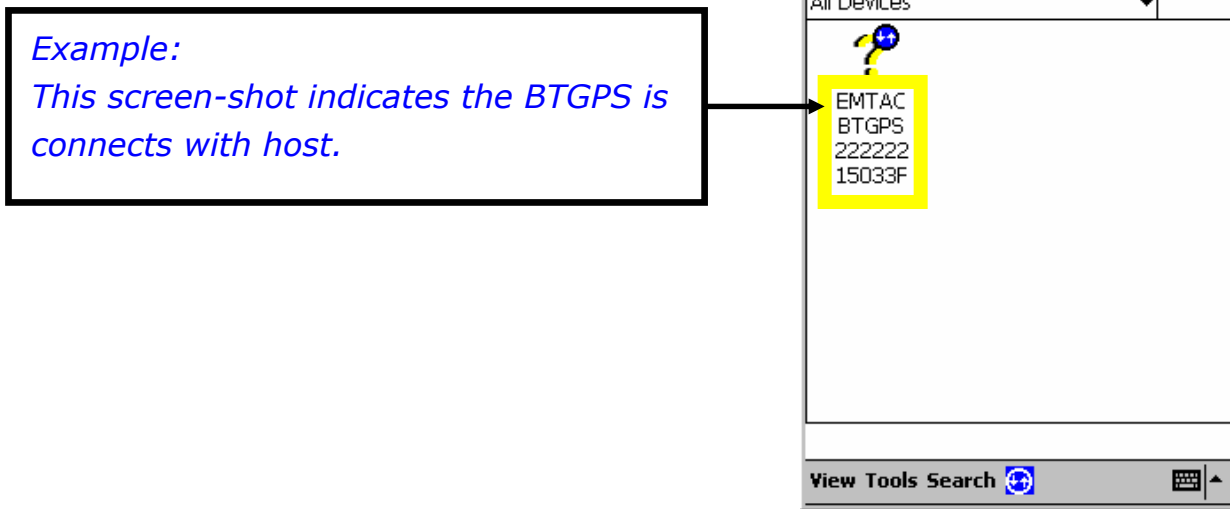 All Devices
Example:
This screen-shot indicates the BTGPS is
connects with host.
EMTAC
BTGPS
222222
15033F
View Tools Search